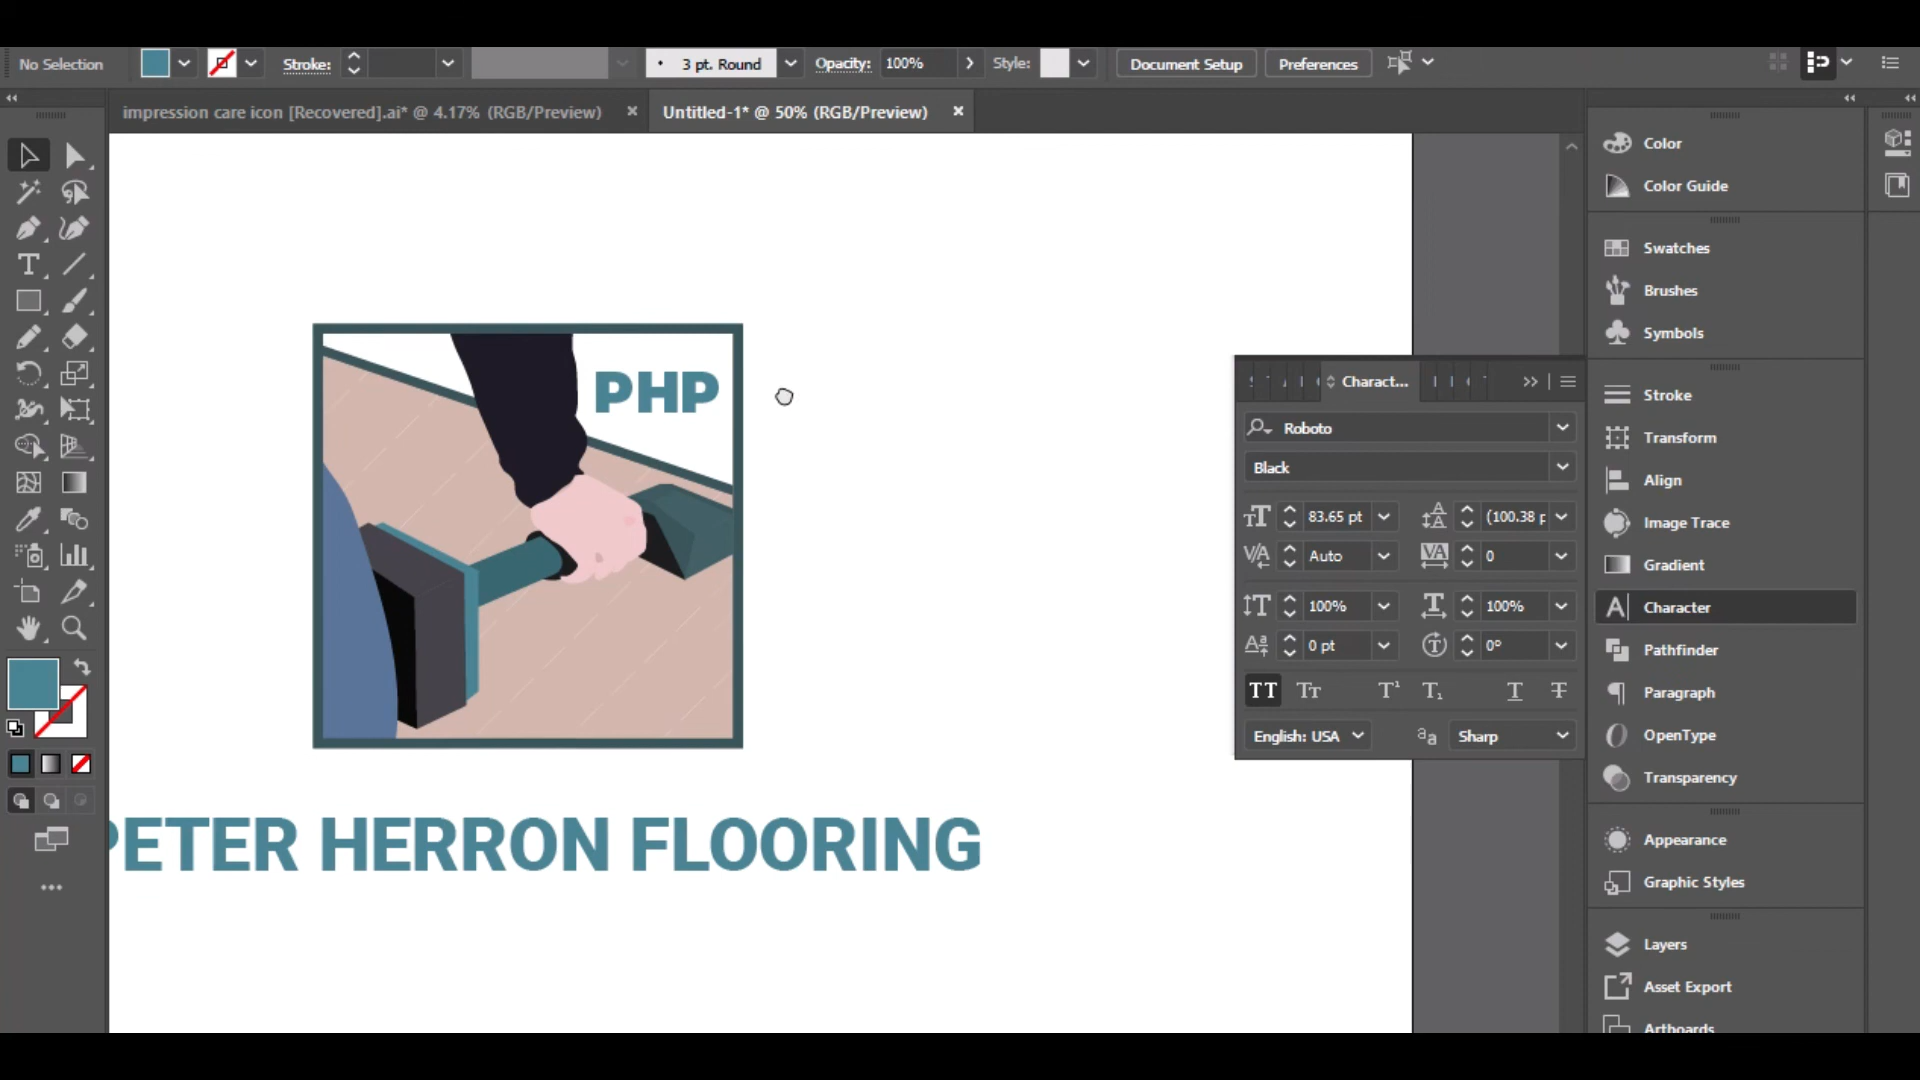 No Selection
Stroke:
3 pt. Round
Opacity: 100%
Style:
Document Setup
Preferences
impression care icon [Recovered].ai* @ 4.17% (RGB/Preview)
Untitled-1* @ 50% (RGB/Preview)
PHP
PETER HERRON FLOORING
Charact...
Roboto
Black
83.65 pt
(100.38 p
Auto
0
100%
100%
0 pt
0°
English: USA
Sharp
Color
Color Guide
Swatches
Brushes
Symbols
Stroke
Transform
Align
Image Trace
Gradient
Character
Pathfinder
Paragraph
OpenType
Transparency
Appearance
Graphic Styles
Layers
Asset Export
Artboards